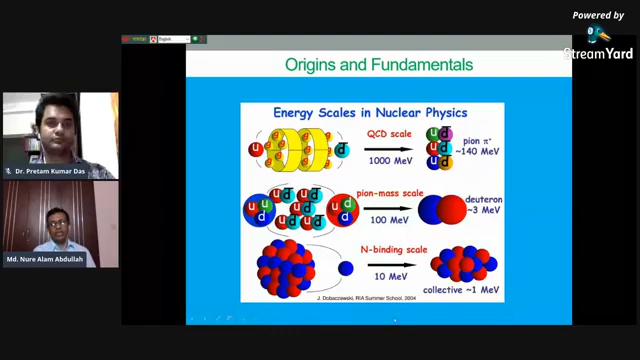 Powered by
StreamYard
English
Origins and Fundamentals
Energy Scales in Nuclear Physics
QCD scale
1000 MeV
pion π⁺
~140 MeV
pion-mass scale
100 MeV
deuteron
~3 MeV
N-binding scale
10 MeV
collective ~1 MeV
J. Dobaczewski, RIA Summer School, 2004
Dr. Pretam Kumar Das
Md. Nure Alam Abdullah